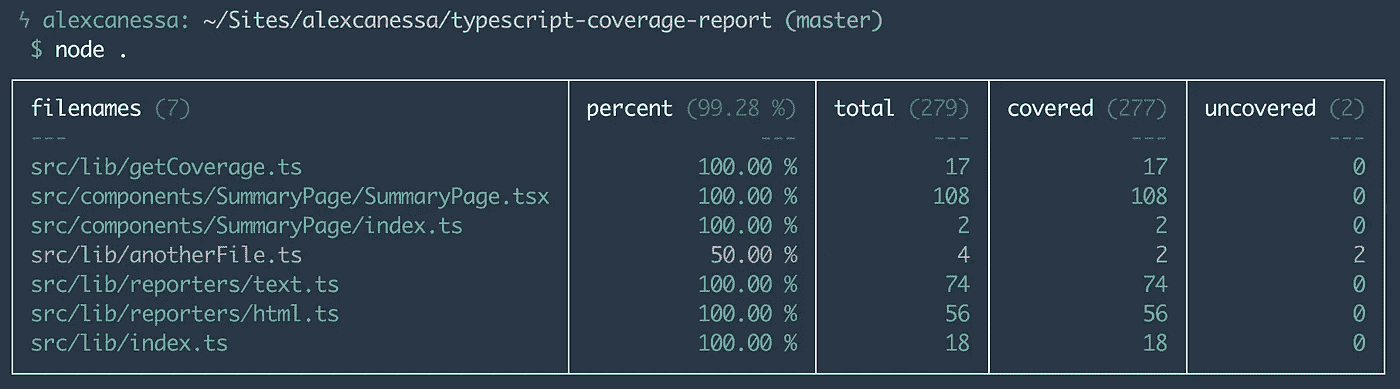 ϟ alexcanessa: ~/Sites/alexcanessa/typescript-coverage-report (master)
$ node .
filenames (7) percent (99.28 %) total (279) covered (277) uncovered (2)
--- --- --- --- ---
src/lib/getCoverage.ts 100.00 % 17 17 0
src/components/SummaryPage/SummaryPage.tsx 100.00 % 108 108 0
src/components/SummaryPage/index.ts 100.00 % 2 2 0
src/lib/anotherFile.ts 50.00 % 4 2 2
src/lib/reporters/text.ts 100.00 % 74 74 0
src/lib/reporters/html.ts 100.00 % 56 56 0
src/lib/index.ts 100.00 % 18 18 0